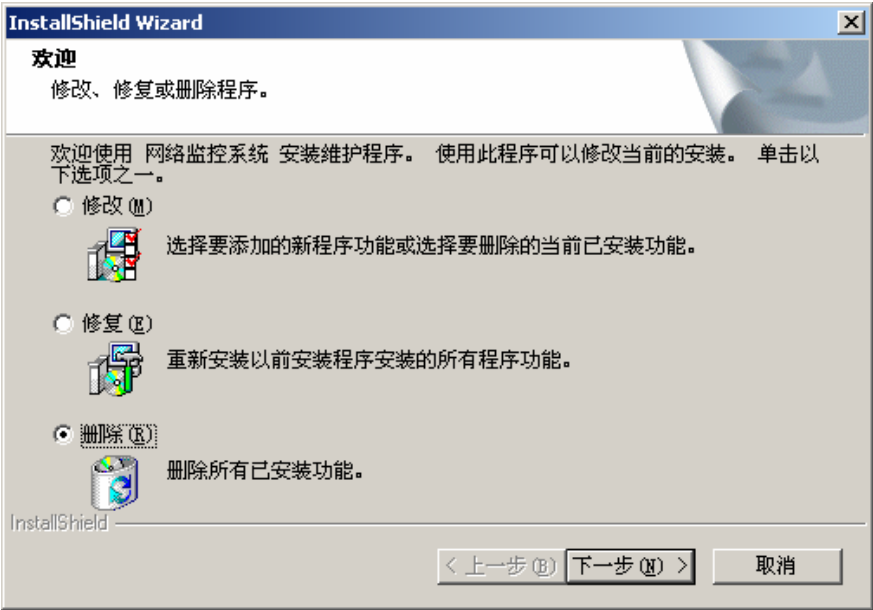 InstallShield Wizard
欢迎
修改、修复或删除程序。
欢迎使用 网络监控系统 安装维护程序。 使用此程序可以修改当前的安装。 单击以
下选项之一。
修改(M)
选择要添加的新程序功能或选择要删除的当前已安装功能。
修复(E)
重新安装以前安装程序安装的所有程序功能。
删除(R)
删除所有已安装功能。
InstallShield
< 上一步(B) 下一步(N) > 取消